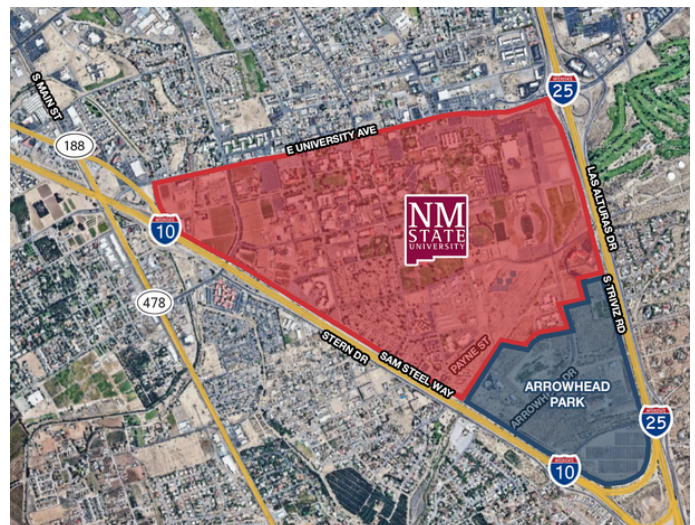 S MAIN ST
188
E UNIVERSITY AVE
25
LAS ALTURAS DR
NM
STATE
UNIVERSITY
10
478
S TRIVIZ RD
STERN DR
SAM STEEL WAY
PAYNE ST
ARROWHEAD
PARK
ARROWHEAD DR
25
10